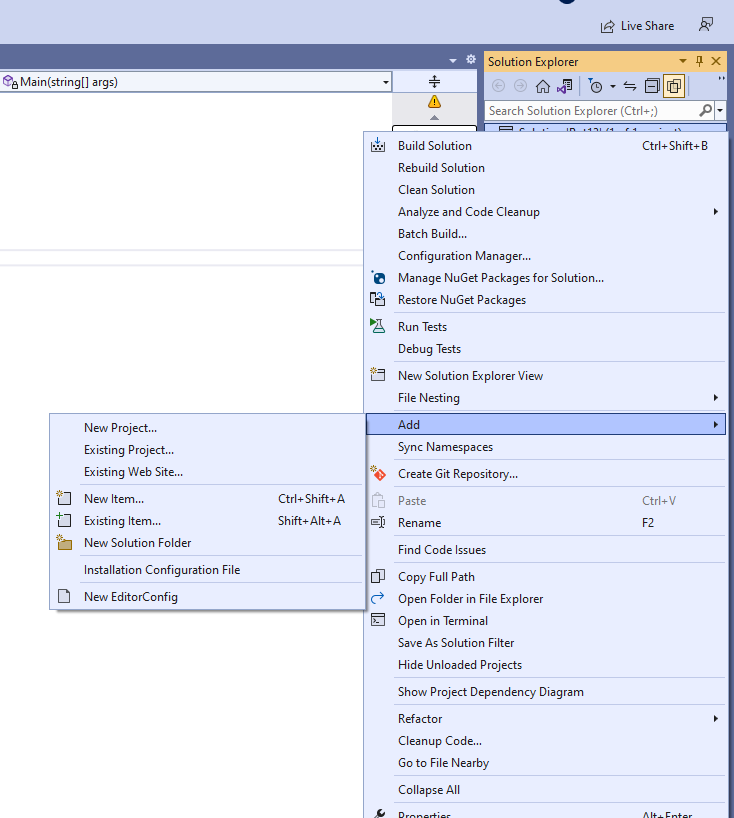 Live Share
Solution Explorer
Main(string[] args)
Search Solution Explorer (Ctrl+;)
Build Solution Ctrl+Shift+B
Rebuild Solution
Clean Solution
Analyze and Code Cleanup
Batch Build...
Configuration Manager...
Manage NuGet Packages for Solution...
Restore NuGet Packages
Run Tests
Debug Tests
New Solution Explorer View
File Nesting
Add
Sync Namespaces
Create Git Repository...
Paste Ctrl+V
Rename F2
Find Code Issues
Copy Full Path
Open Folder in File Explorer
Open in Terminal
Save As Solution Filter
Hide Unloaded Projects
Show Project Dependency Diagram
Refactor
Cleanup Code...
Go to File Nearby
Collapse All
Properties Alt+Enter
New Project...
Existing Project...
Existing Web Site...
New Item... Ctrl+Shift+A
Existing Item... Shift+Alt+A
New Solution Folder
Installation Configuration File
New EditorConfig